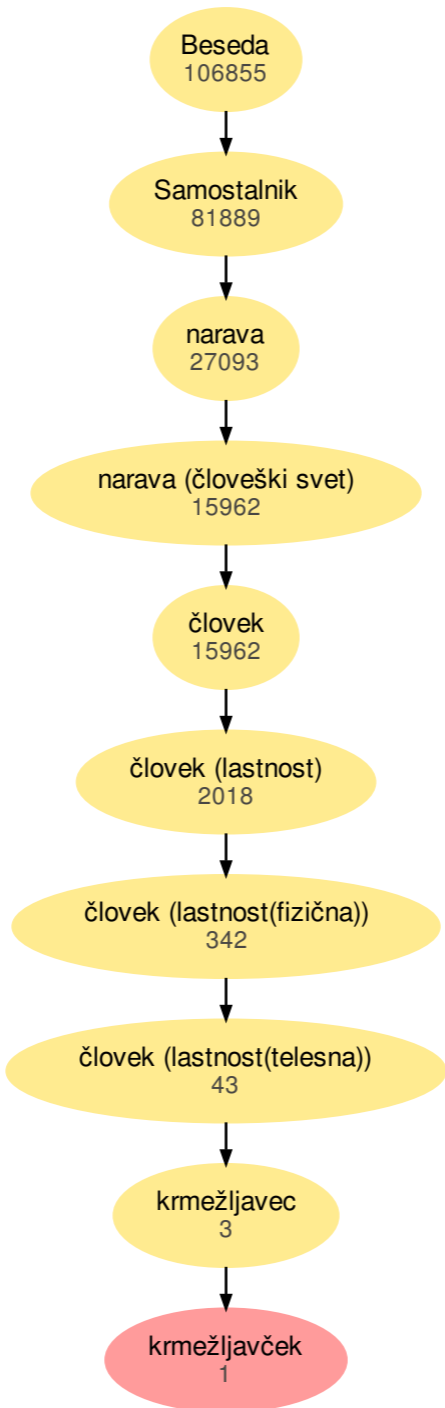 Beseda
106855
Samostalnik
81889
narava
27093
narava (človeški svet)
15962
človek
15962
človek (lastnost)
2018
človek (lastnost(fizična))
342
človek (lastnost(telesna))
43
krmežljavec
3
krmežljavček
1